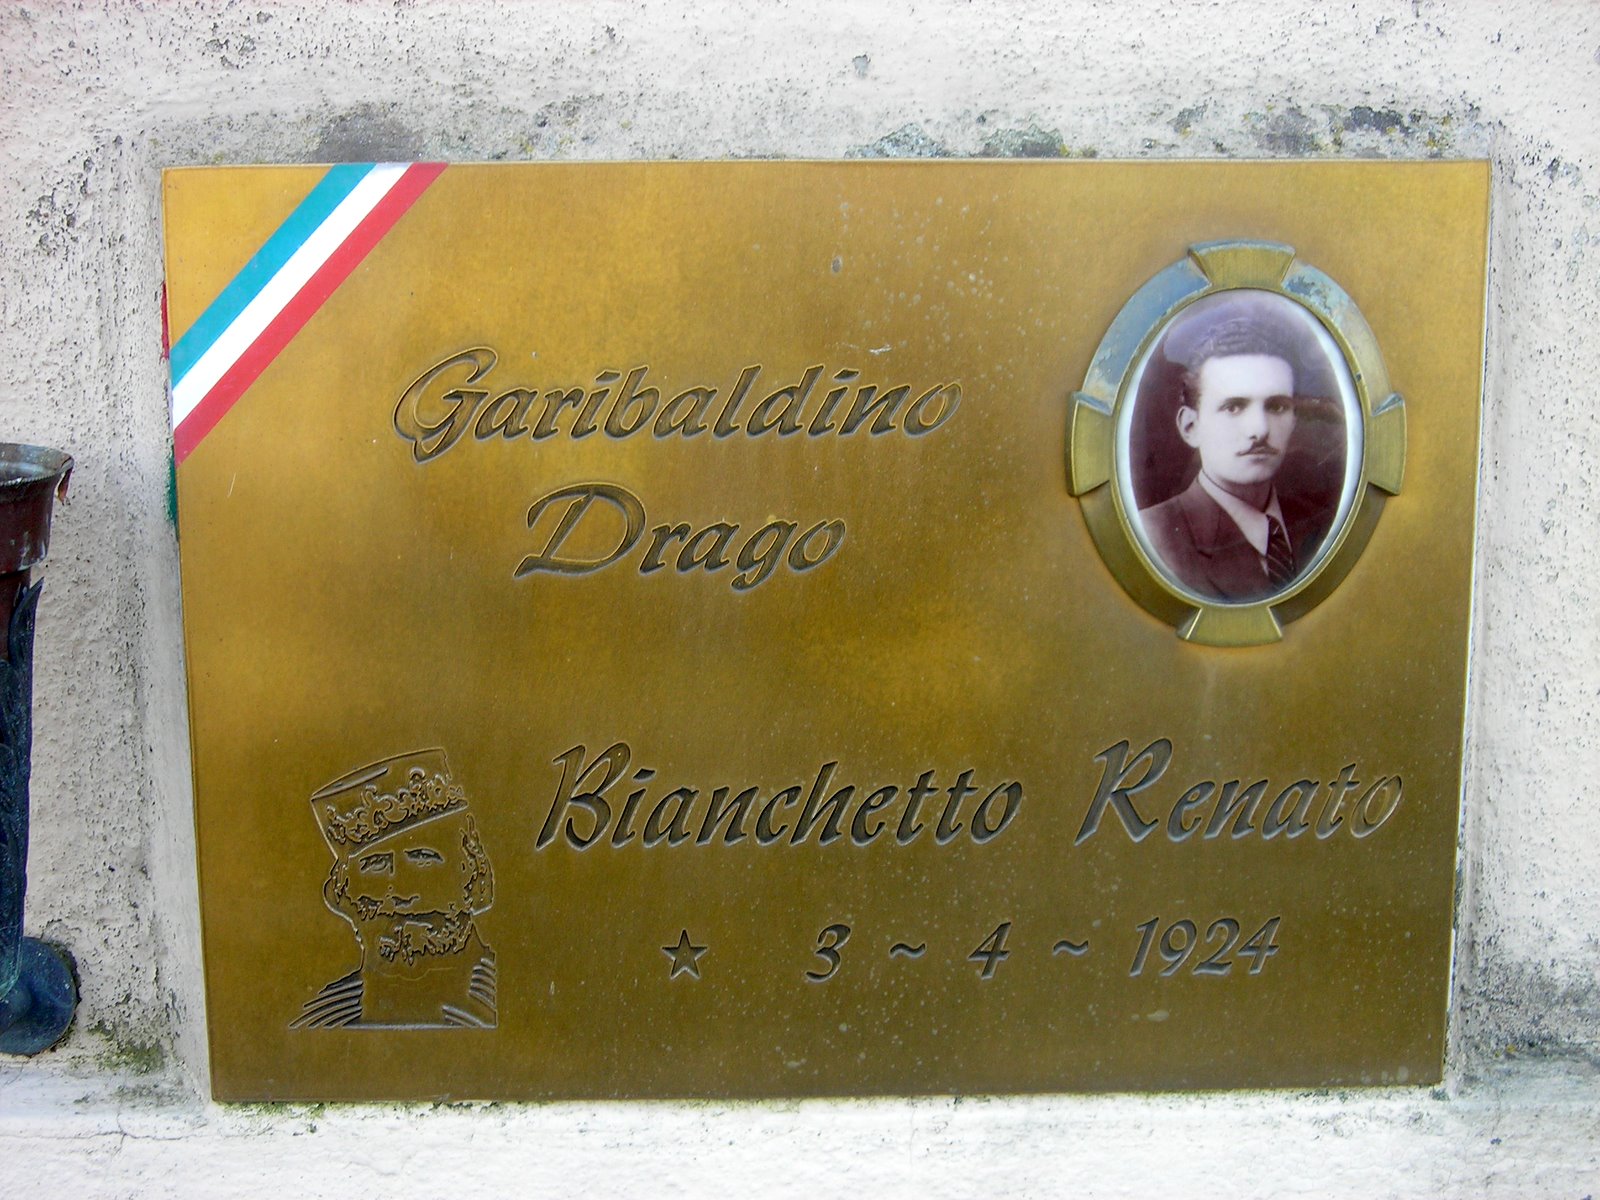 Garibaldino
Drago
Bianchetto Renato
★ 3 ~ 4 ~ 1924